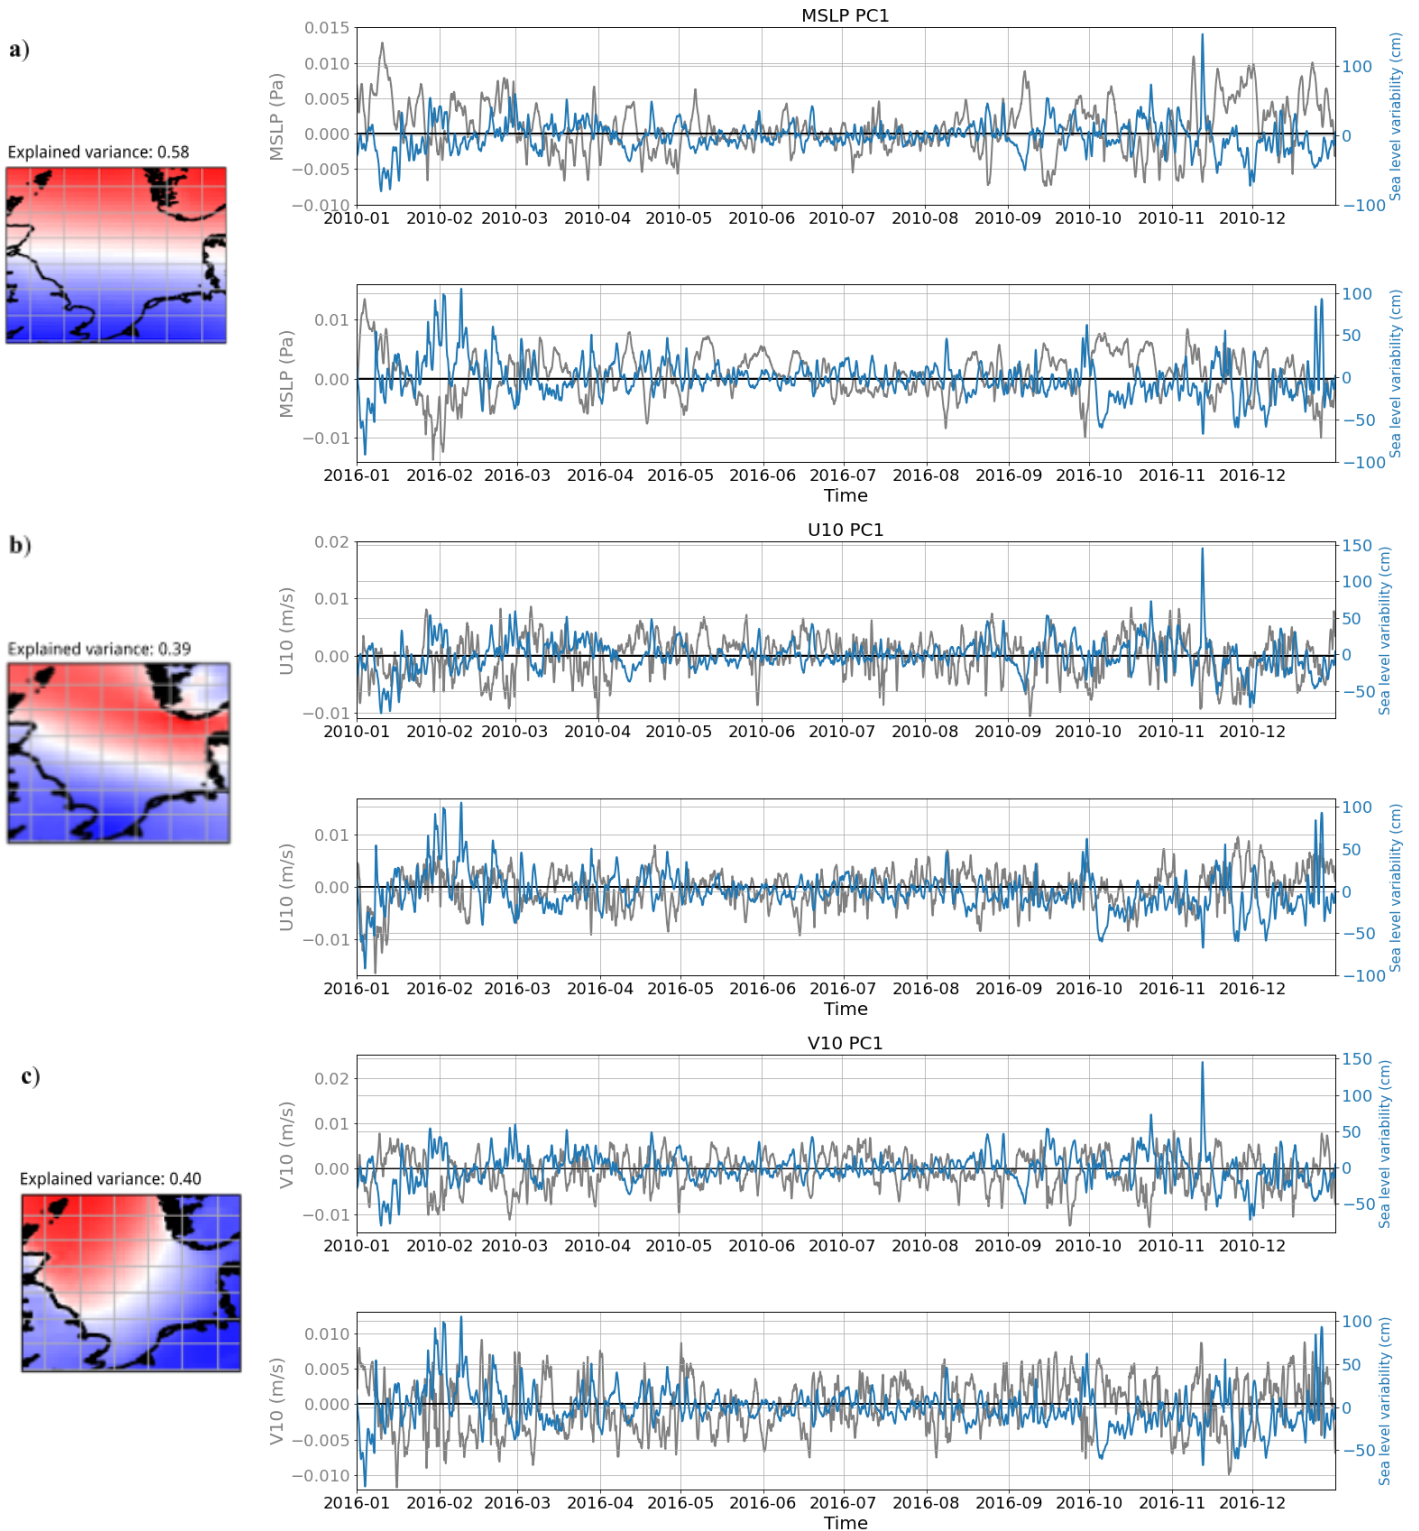 a)
Explained variance: 0.58
MSLP PC1
MSLP (Pa)
0.015
0.010
0.005
0.000
−0.005
−0.010
100
0
−100
Sea level variability (cm)
2010-01 2010-02 2010-03 2010-04 2010-05 2010-06 2010-07 2010-08 2010-09 2010-10 2010-11 2010-12
MSLP (Pa)
0.01
0.00
−0.01
100
50
0
−50
−100
Sea level variability (cm)
2016-01 2016-02 2016-03 2016-04 2016-05 2016-06 2016-07 2016-08 2016-09 2016-10 2016-11 2016-12
Time
b)
Explained variance: 0.39
U10 PC1
U10 (m/s)
0.02
0.01
0.00
−0.01
150
100
50
0
−50
Sea level variability (cm)
2010-01 2010-02 2010-03 2010-04 2010-05 2010-06 2010-07 2010-08 2010-09 2010-10 2010-11 2010-12
U10 (m/s)
0.01
0.00
−0.01
100
50
0
−50
−100
Sea level variability (cm)
2016-01 2016-02 2016-03 2016-04 2016-05 2016-06 2016-07 2016-08 2016-09 2016-10 2016-11 2016-12
Time
c)
Explained variance: 0.40
V10 PC1
V10 (m/s)
0.02
0.01
0.00
−0.01
150
100
50
0
−50
Sea level variability (cm)
2010-01 2010-02 2010-03 2010-04 2010-05 2010-06 2010-07 2010-08 2010-09 2010-10 2010-11 2010-12
V10 (m/s)
0.010
0.005
0.000
−0.005
−0.010
100
50
0
−50
Sea level variability (cm)
2016-01 2016-02 2016-03 2016-04 2016-05 2016-06 2016-07 2016-08 2016-09 2016-10 2016-11 2016-12
Time